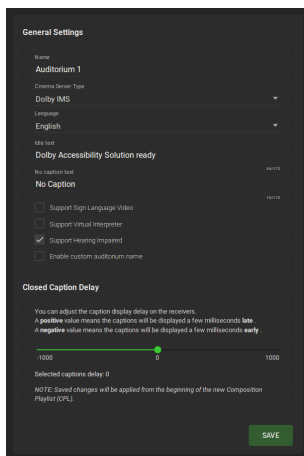 General Settings
Name
Auditorium 1
Cinema Server Type
Dolby IMS
Language
English
Idle text
Dolby Accessibility Solution ready
No caption text
No Caption
Support Sign Language Video
Support Virtual Interpreter
Support Hearing Impaired
Enable custom auditorium name
Closed Caption Delay
You can adjust the caption display delay on the receivers.
A positive value means the captions will be displayed a few milliseconds late .
A negative value means the captions will be displayed a few milliseconds early .
-1000 0 1000
Selected captions delay: 0
NOTE: Saved changes will be applied from the beginning of the new Composition
Playlist (CPL).
SAVE